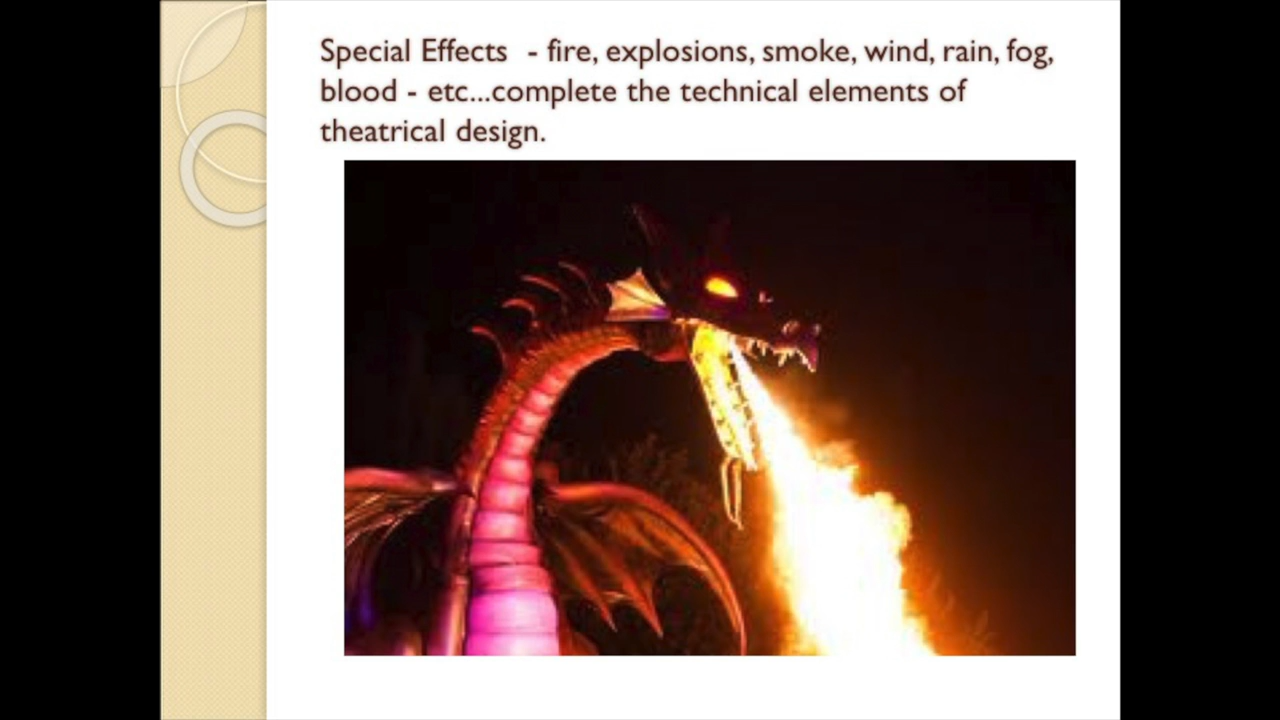 Special Effects  - fire, explosions, smoke, wind, rain, fog,
blood - etc...complete the technical elements of
theatrical design.